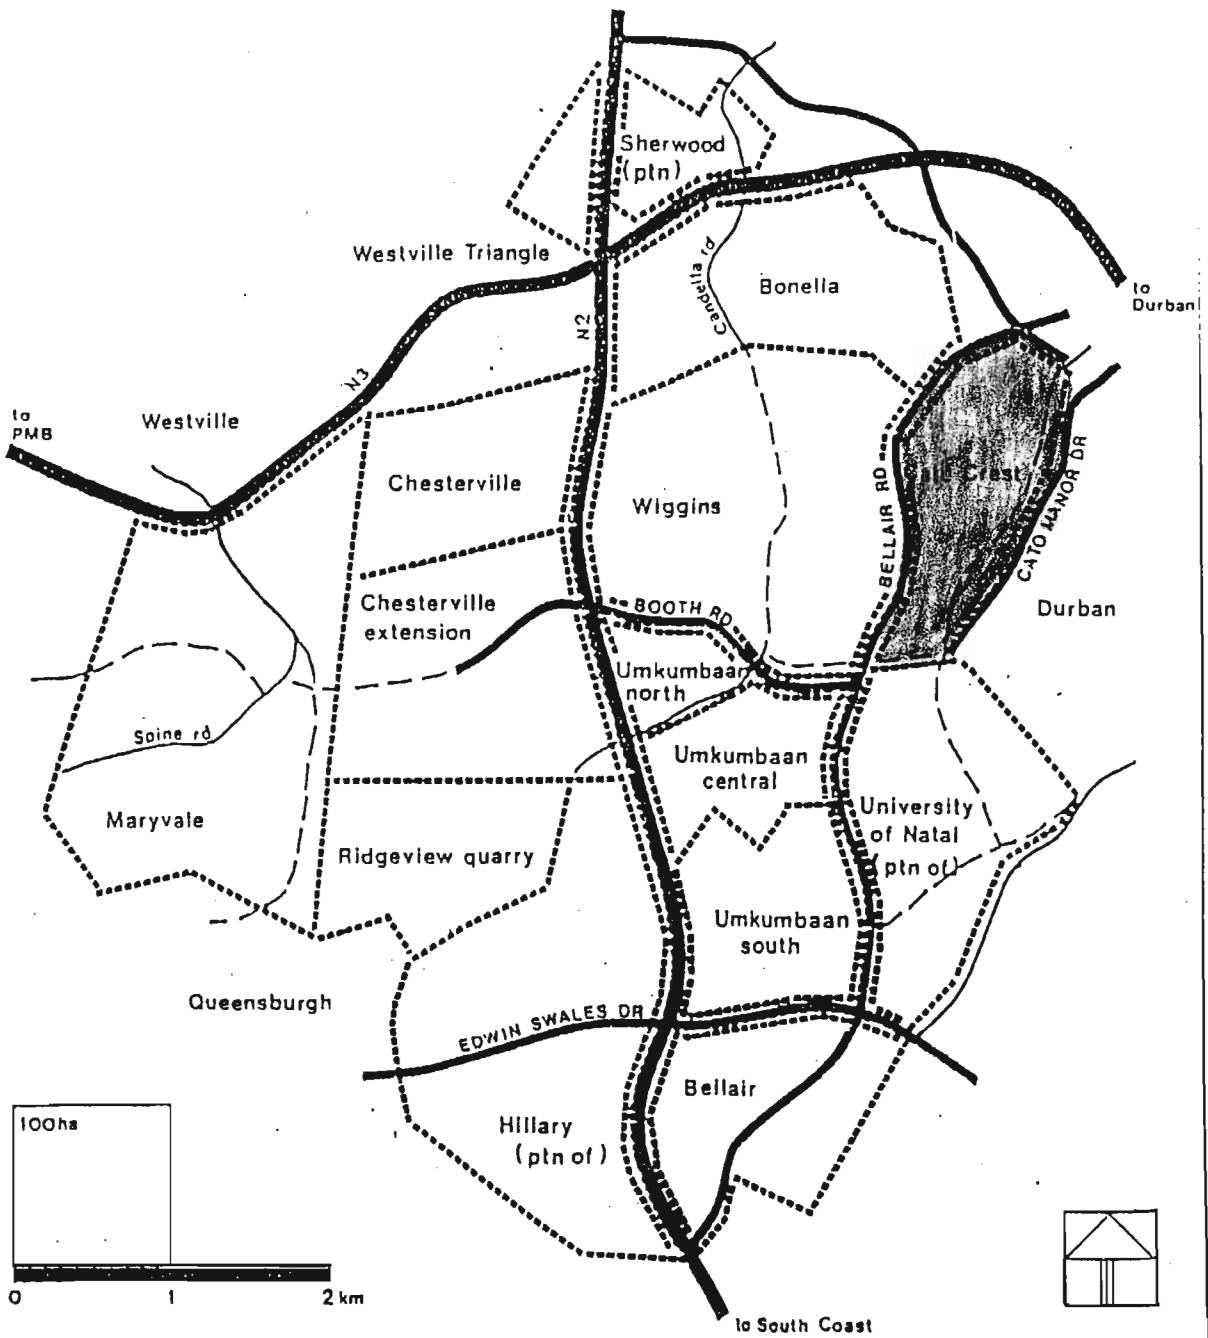 Sherwood
(ptn)
Westville Triangle
Candella rd
Bonella
to
Durban
N2
N3
to
PMB
Westville
Chesterville
Wiggins
BELLAIR RD
Crest
CATO MANOR DR
Chesterville
extension
BOOTH RD
Durban
Umkumbaan
north
Spine rd
Umkumbaan
central
Maryvale
University
of Natal
(ptn of)
Ridgeview quarry
Umkumbaan
south
Queensburgh
EDWIN SWALES DR
Bellair
100ha
Hillary
(ptn of)
0 1 2 km
to South Coast